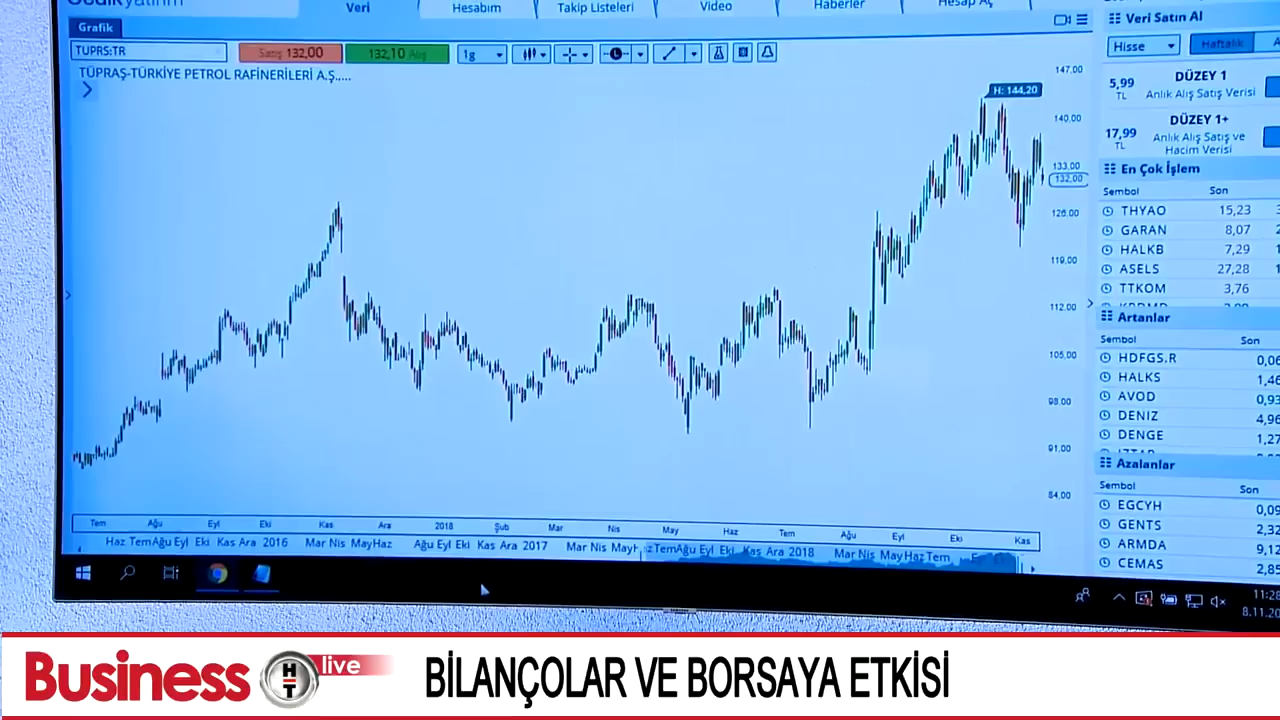 Veri
Hesabım
Takip Listeleri
Video
Haberler
Hesap Aç
Grafik
TUPRS:TR
Satış 132,00
132,10 Alış
1g
TÜPRAŞ-TÜRKİYE PETROL RAFİNERİLERİ A.Ş.....
H: 144,20
147,00
140,00
133,00
132,00
126,00
119,00
112,00
105,00
98,00
91,00
84,00
Tem Ağu Eyl Eki Kas Ara 2018 Şub Mar Nis May Haz Tem Ağu Eyl Eki Kas
Haz Tem Ağu Eyl Eki Kas Ara 2016 Mar Nis May Haz Ağu Eyl Eki Kas Ara 2017 Mar Nis May Tem Ağu Eyl Eki Kas Ara 2018 Mar Nis May Haz Tem
Veri Satın Al
Hisse
Haftalık
5,99
TL
DÜZEY 1
Anlık Alış Satış Verisi
17,99
TL
DÜZEY 1+
Anlık Alış Satış ve
Hacim Verisi
En Çok İşlem
Sembol Son
THYAO 15,23
GARAN 8,07
HALKB 7,29
ASELS 27,28
TTKOM 3,76
Artanlar
Sembol Son
HDFGS.R 0,06
HALKS 1,46
AVOD 0,93
DENIZ 4,96
DENGE 1,27
Azalanlar
Sembol Son
EGCYH 0,09
GENTS 2,32
ARMDA 9,12
CEMAS 2,85
11:28
8.11.20
Business HT live
BİLANÇOLAR VE BORSAYA ETKİSİ